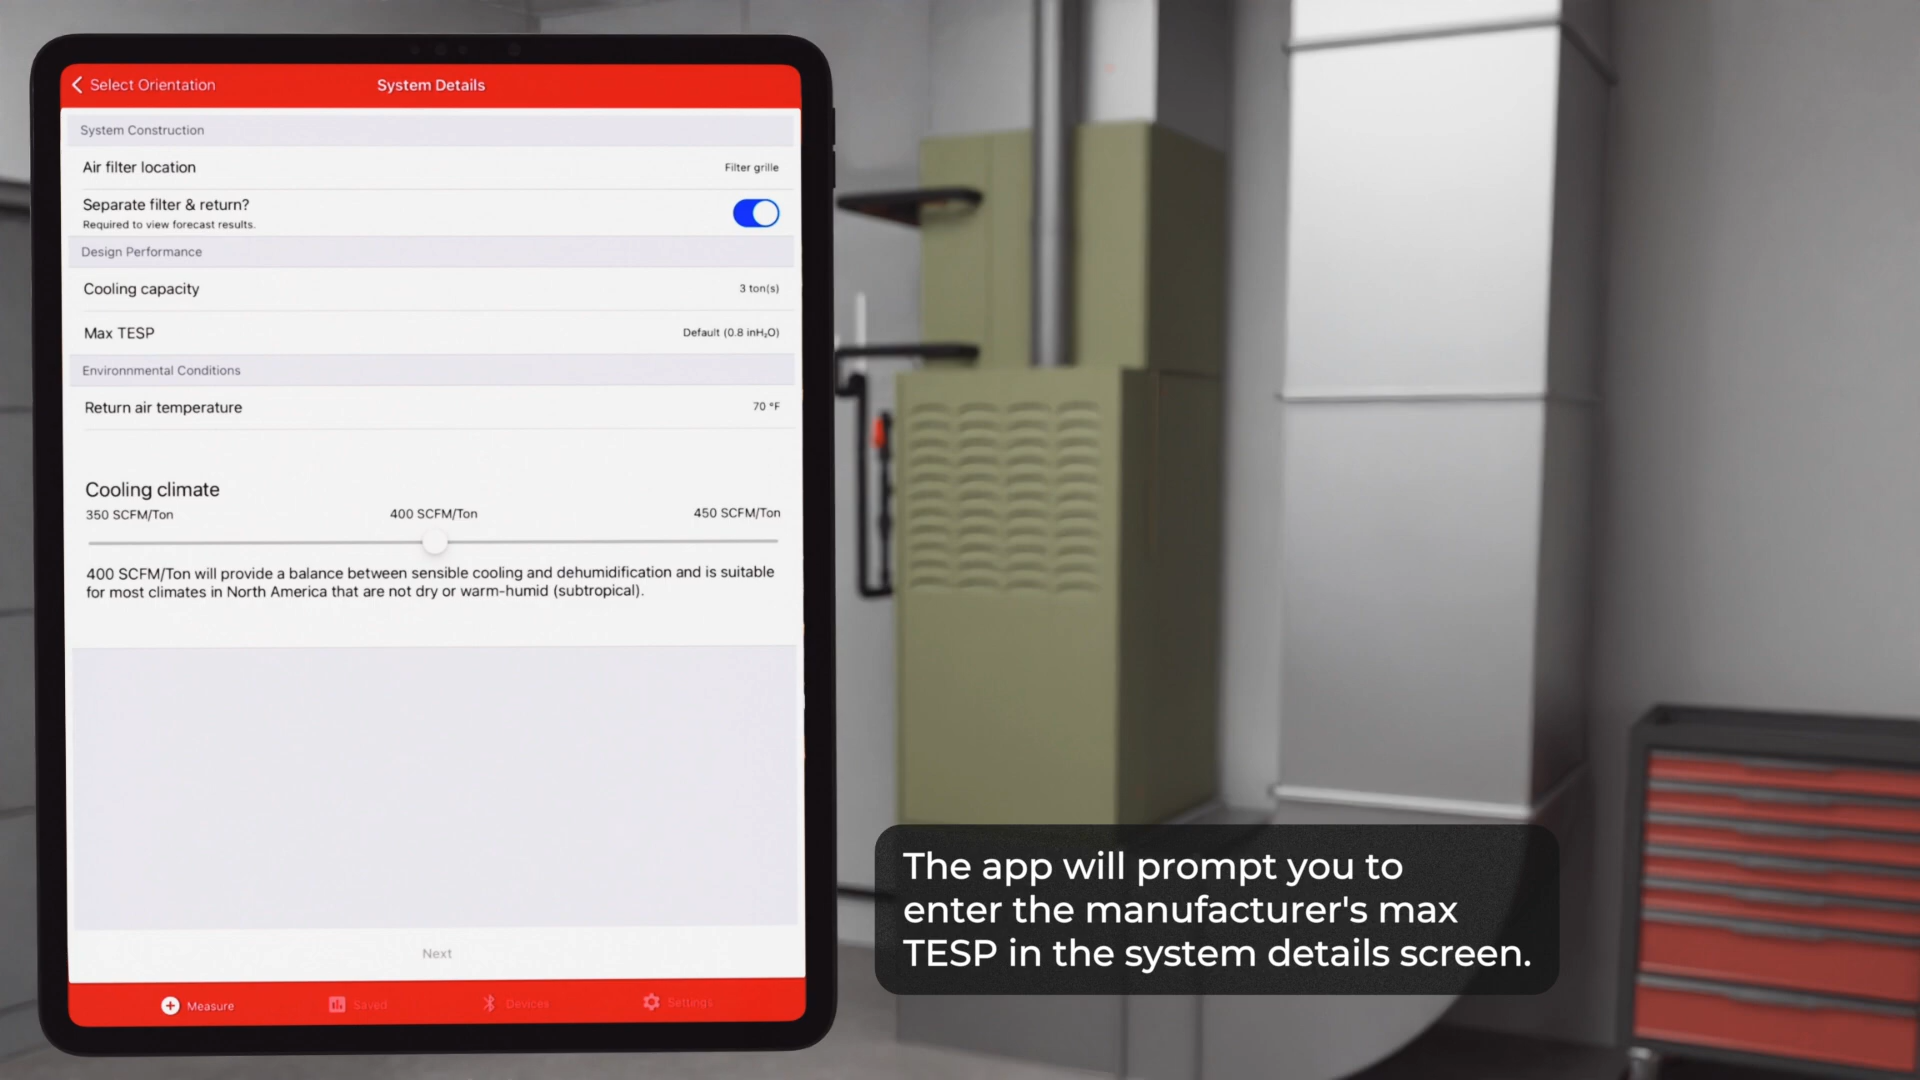 Select Orientation
System Details
System Construction
Air filter location
Filter grille
Separate filter & return?
Required to view forecast results.
Design Performance
Cooling capacity
3 ton(s)
Max TESP
Default (0.8 inH₂O)
Environnmental Conditions
Return air temperature
70 °F
Cooling climate
350 SCFM/Ton
400 SCFM/Ton
450 SCFM/Ton
400 SCFM/Ton will provide a balance between sensible cooling and dehumidification and is suitable
for most climates in North America that are not dry or warm-humid (subtropical).
Next
Measure
Saved
Devices
Settings
The app will prompt you to
enter the manufacturer's max
TESP in the system details screen.